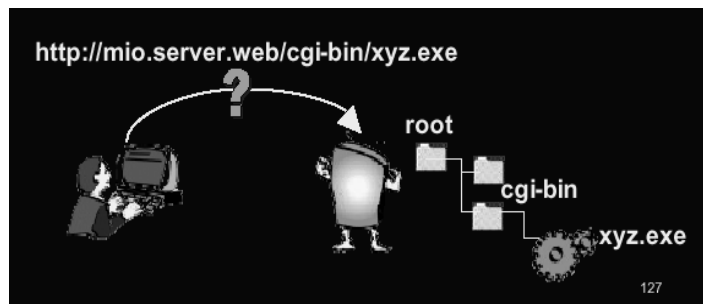 http://mio.server.web/cgi-bin/xyz.exe
?
root
cgi-bin
xyz.exe
127